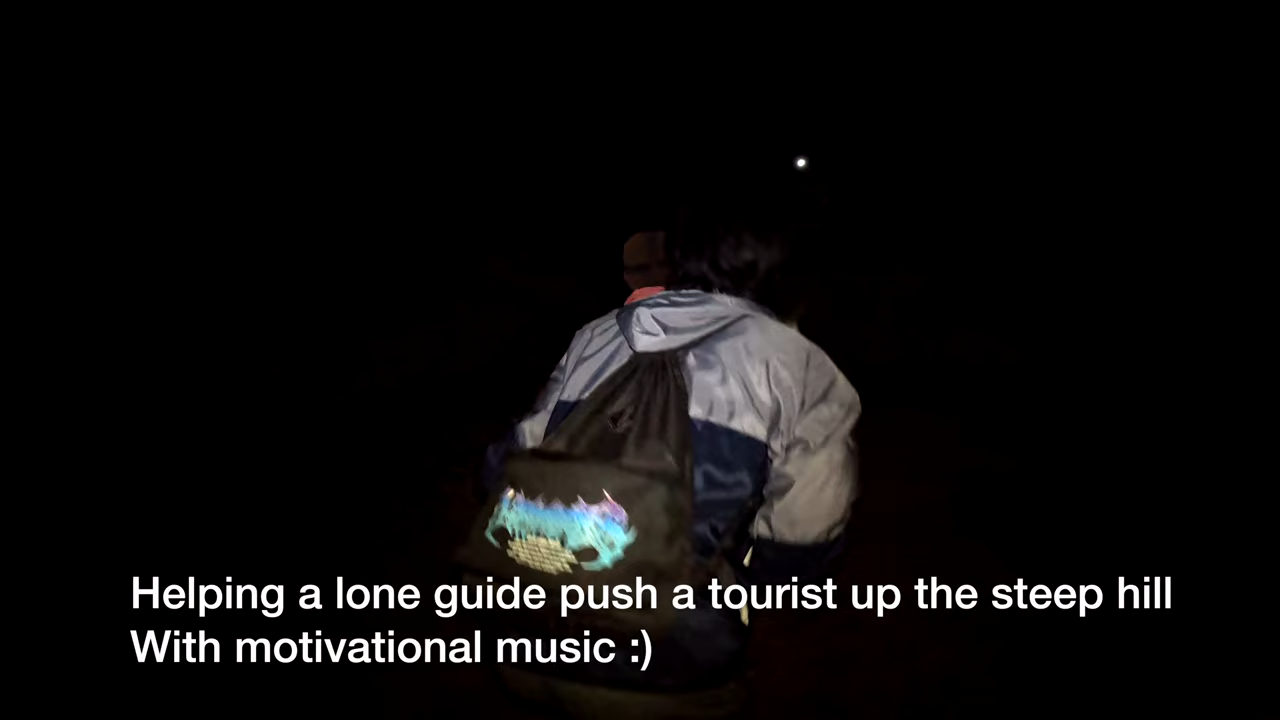 Helping a lone guide push a tourist up the steep hill
With motivational music :)